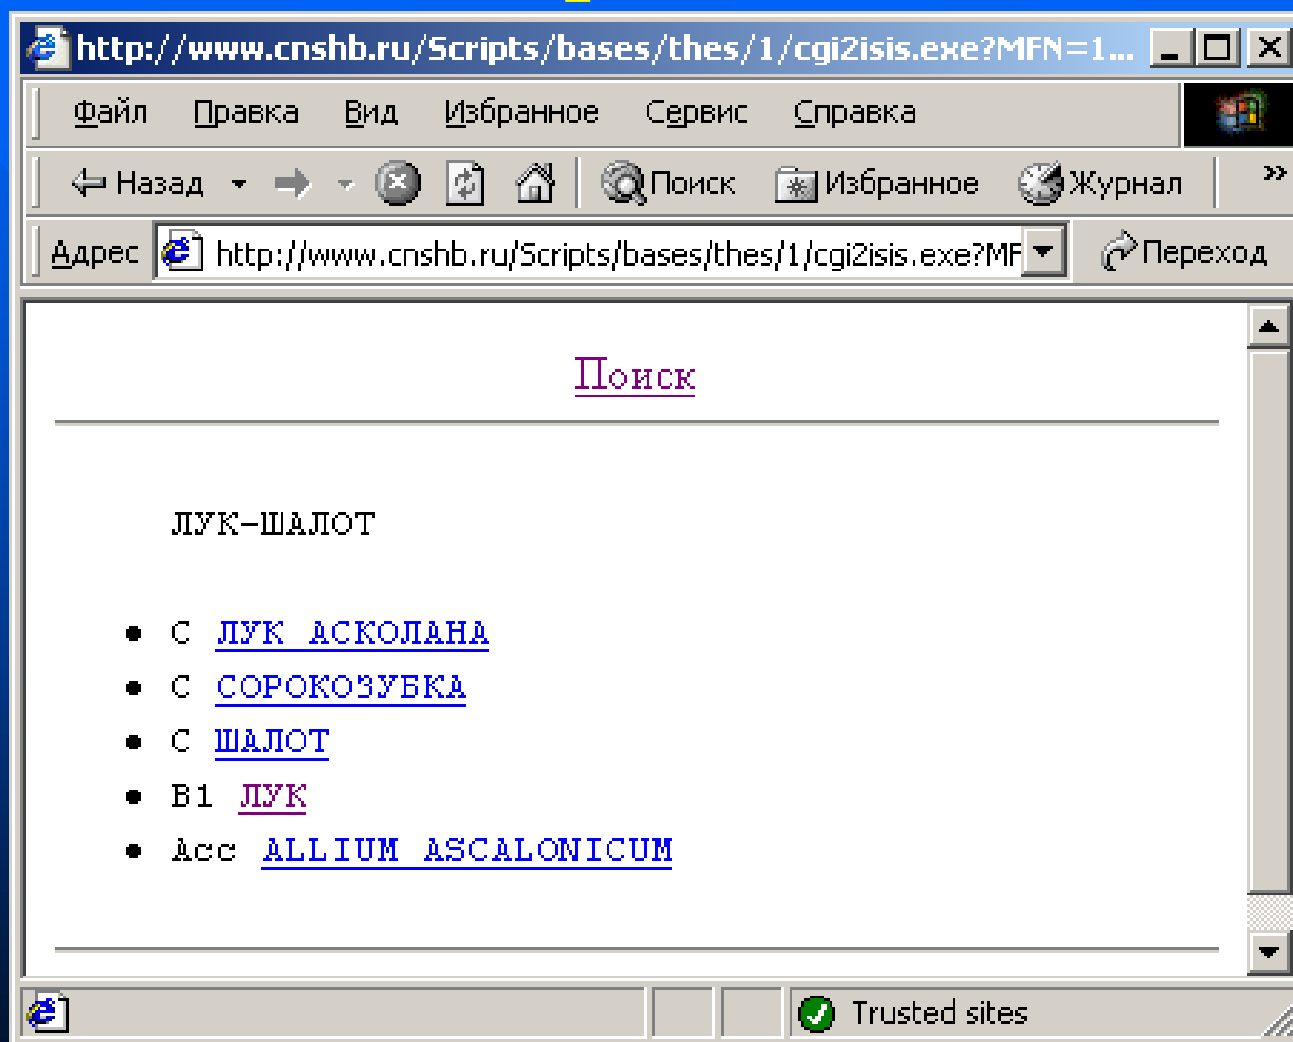 http://www.cnshb.ru/Scripts/bases/thes/1/cgi2isis.exe?MFN=1...
Файл Правка Вид Избранное Сервис Справка
Назад Поиск Избранное Журнал »
Адрес http://www.cnshb.ru/Scripts/bases/thes/1/cgi2isis.exe?MF Переход
Поиск
ЛУК-ШАЛОТ
• С ЛУК АСКОЛАНА
• С СОРОКОЗУБКА
• С ШАЛОТ
• В1 ЛУК
• Асс ALLIUM ASCALONICUM
Trusted sites